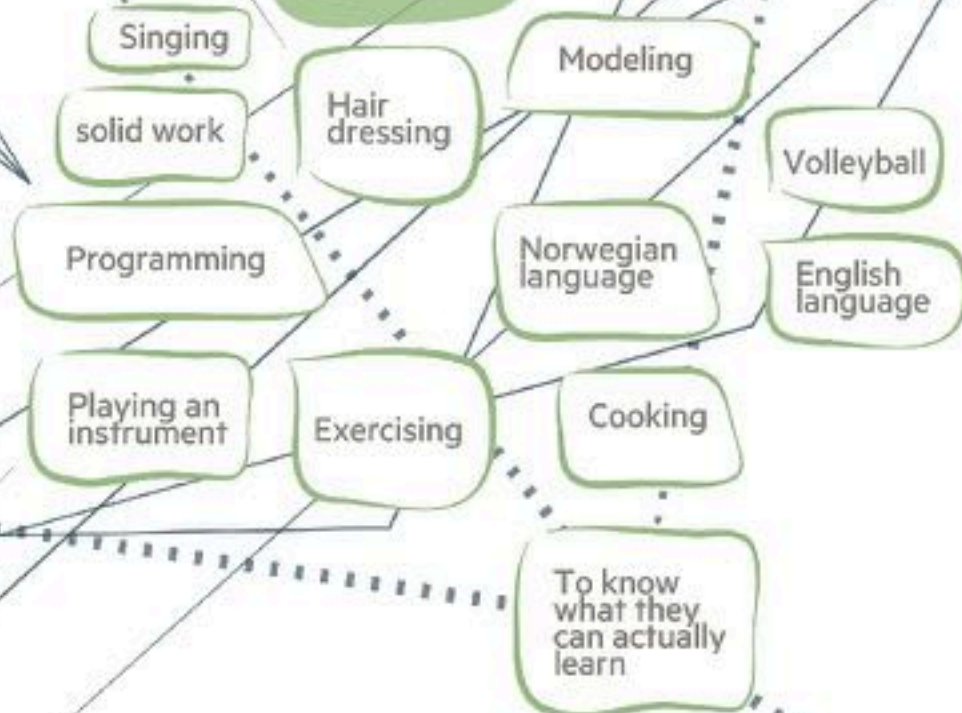 Singing
Modeling
Hair
dressing
solid work
Volleyball
Programming
Norwegian
language
English
language
Playing an
instrument
Exercising
Cooking
To know
what they
can actually
learn